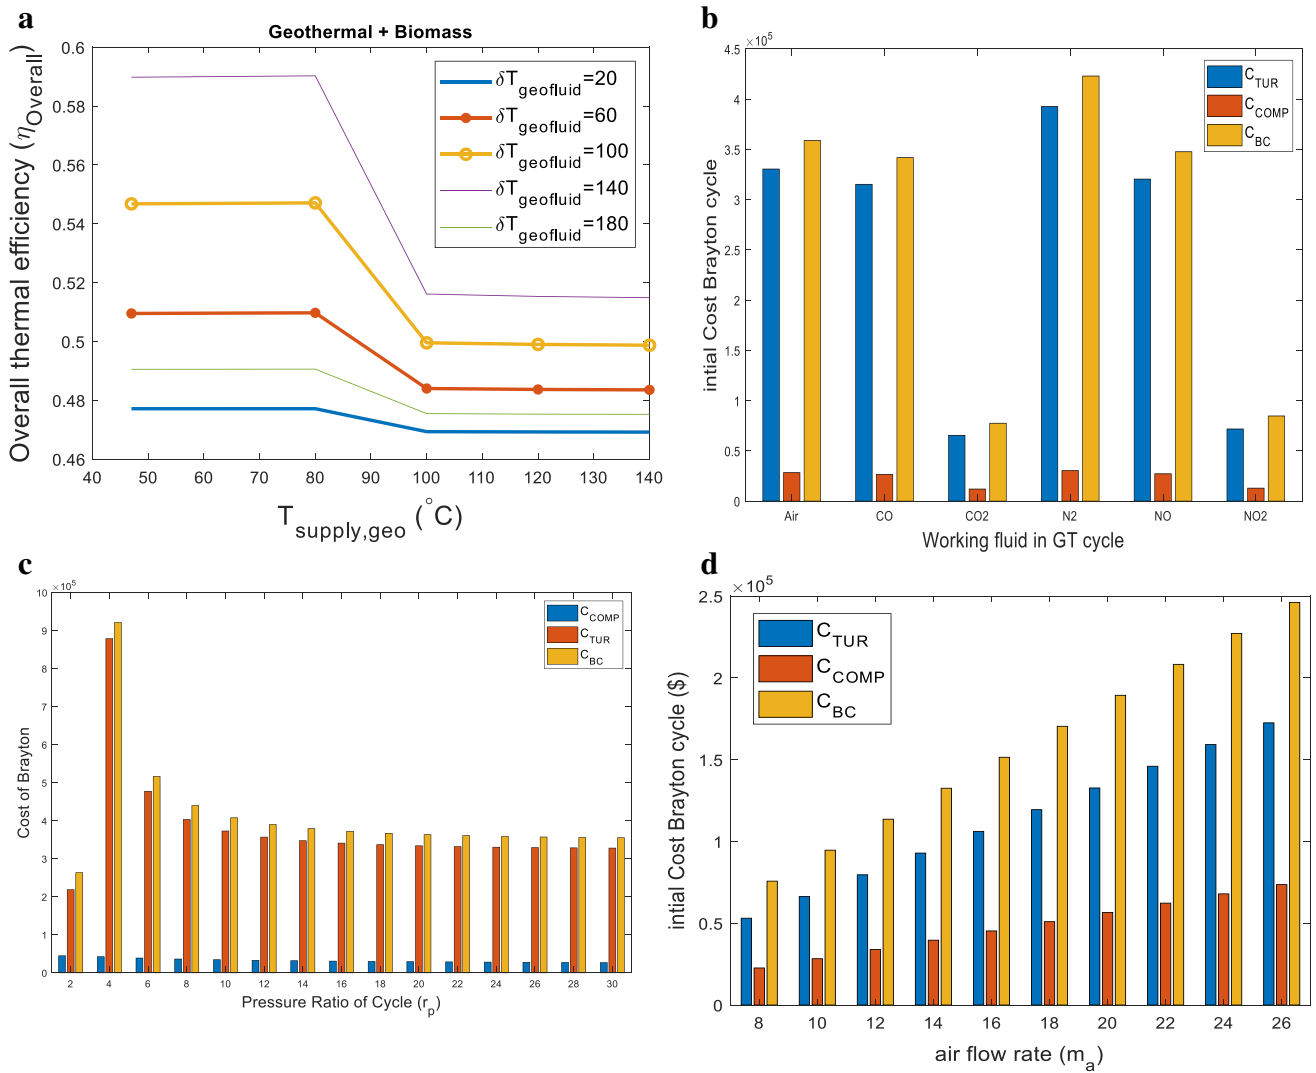 a
Geothermal + Biomass
Overall thermal efficiency (ηOverall)
0.6
0.58
0.56
0.54
0.52
0.5
0.48
0.46
40 50 60 70 80 90 100 110 120 130 140
Tsupply,geo (°C)
δTgeofluid=20
δTgeofluid=60
δTgeofluid=100
δTgeofluid=140
δTgeofluid=180
b
×10^5
intial Cost Brayton cycle
4.5
4
3.5
3
2.5
2
1.5
1
0.5
0
Air CO CO2 N2 NO NO2
Working fluid in GT cycle
CTUR
CCOMP
CBC
c
×10^5
Cost of Brayton
10
9
8
7
6
5
4
3
2
1
0
2 4 6 8 10 12 14 16 18 20 22 24 26 28 30
Pressure Ratio of Cycle (rp)
CCOMP
CTUR
CBC
d
×10^5
intial Cost Brayton cycle ($)
2.5
2
1.5
1
0.5
0
8 10 12 14 16 18 20 22 24 26
air flow rate (ma)
CTUR
CCOMP
CBC